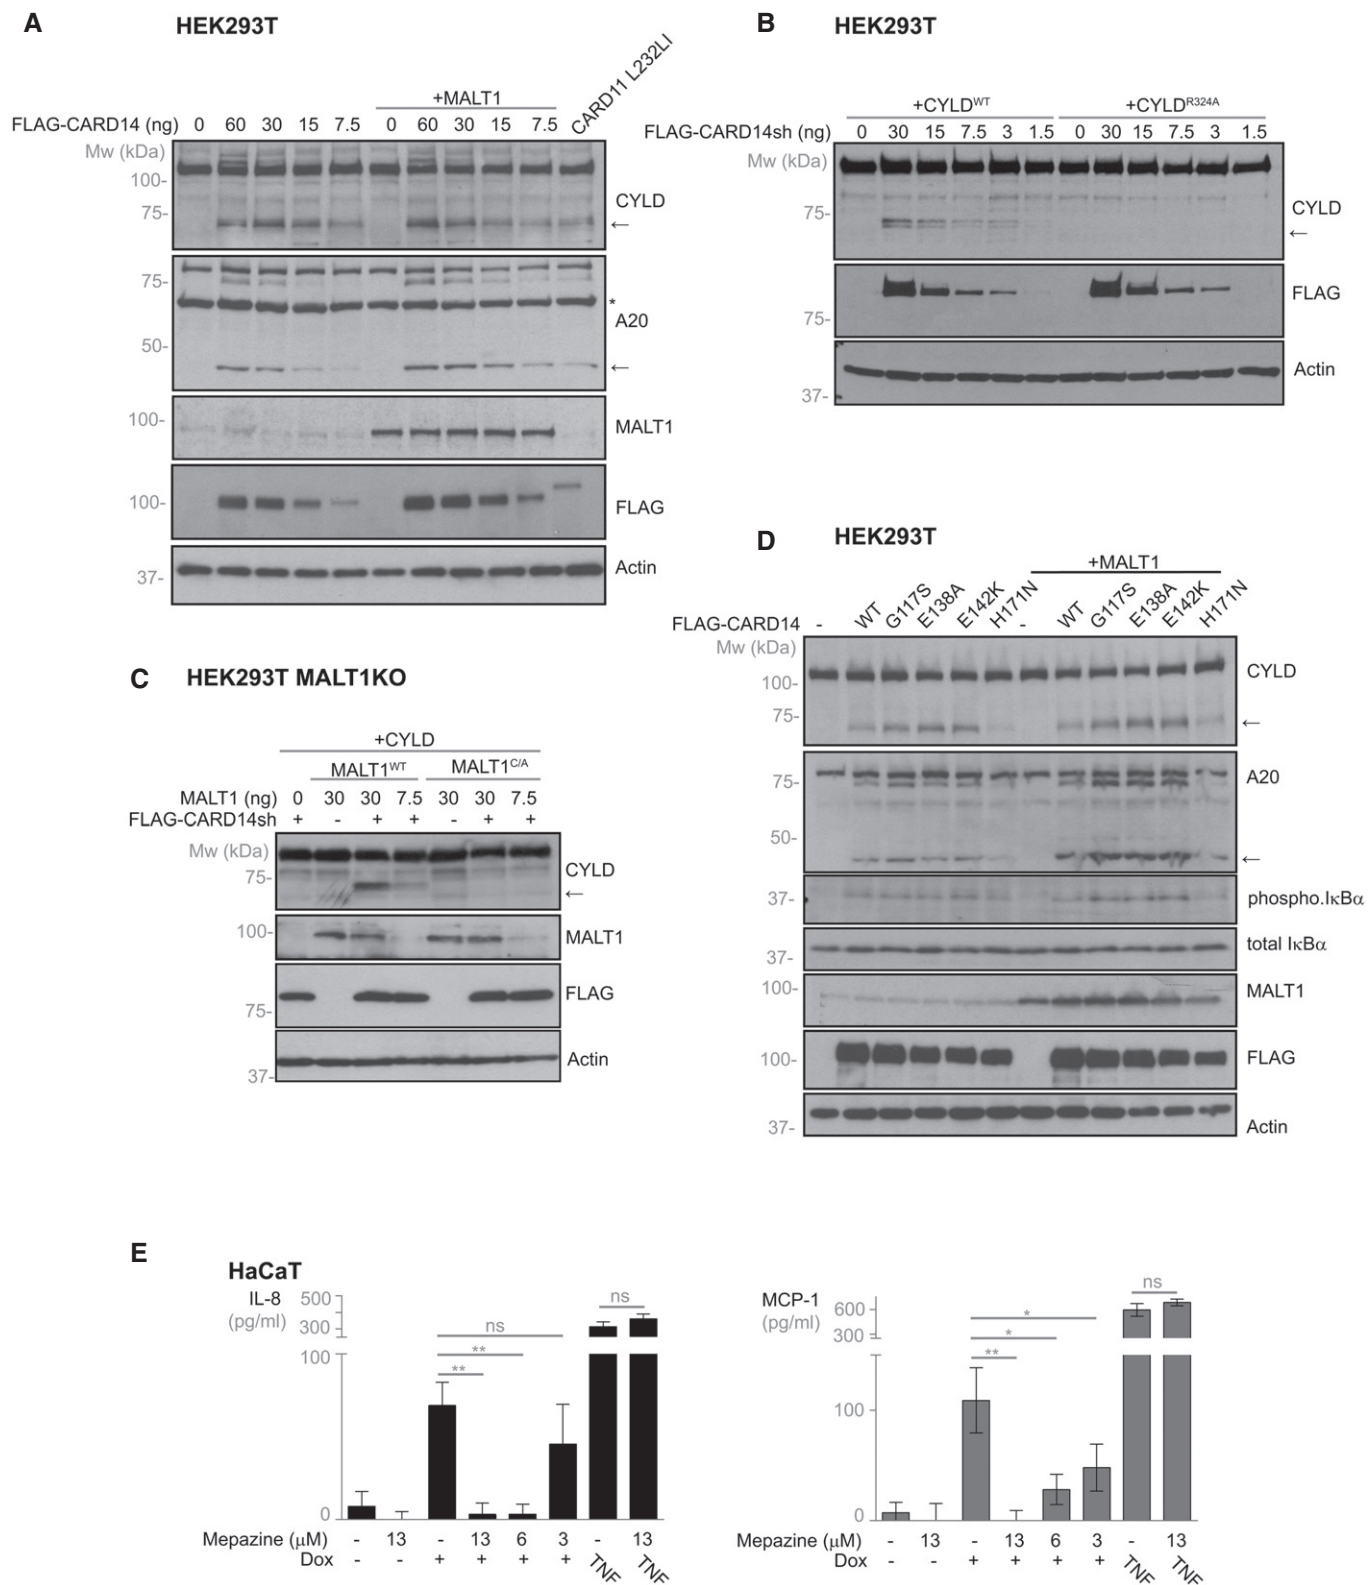 A
HEK293T
+MALT1
CARD11 L232LI
FLAG-CARD14 (ng) 0 60 30 15 7.5 0 60 30 15 7.5
Mw (kDa)
100-
75-
CYLD
←
75-
*
A20
50-
←
100-
MALT1
100-
FLAG
Actin
37-
B
HEK293T
+CYLDWT +CYLDR324A
FLAG-CARD14sh (ng) 0 30 15 7.5 3 1.5 0 30 15 7.5 3 1.5
Mw (kDa)
75-
CYLD
←
FLAG
75-
Actin
37-
C
HEK293T MALT1KO
+CYLD
MALT1WT MALT1C/A
MALT1 (ng) 0 30 30 7.5 30 30 7.5
FLAG-CARD14sh + - + + - + +
Mw (kDa)
75-
CYLD
←
100-
MALT1
FLAG
75-
Actin
37-
D
HEK293T
+MALT1
FLAG-CARD14 - WT G117S E138A E142K H171N - WT G117S E138A E142K H171N
Mw (kDa)
CYLD
100-
75-
←
A20
75-
50-
←
37-
phospho.IκBα
total IκBα
37-
100-
MALT1
100-
FLAG
Actin
37-
E
HaCaT
IL-8
(pg/ml)
500
300
100
0
ns
ns
**
**
Mepazine (μM) - 13 - 13 6 3 - 13
Dox - - + + + + TNF TNF
MCP-1
(pg/ml)
600
300
100
0
ns
*
*
**
Mepazine (μM) - 13 - 13 6 3 - 13
Dox - - + + + + TNF TNF